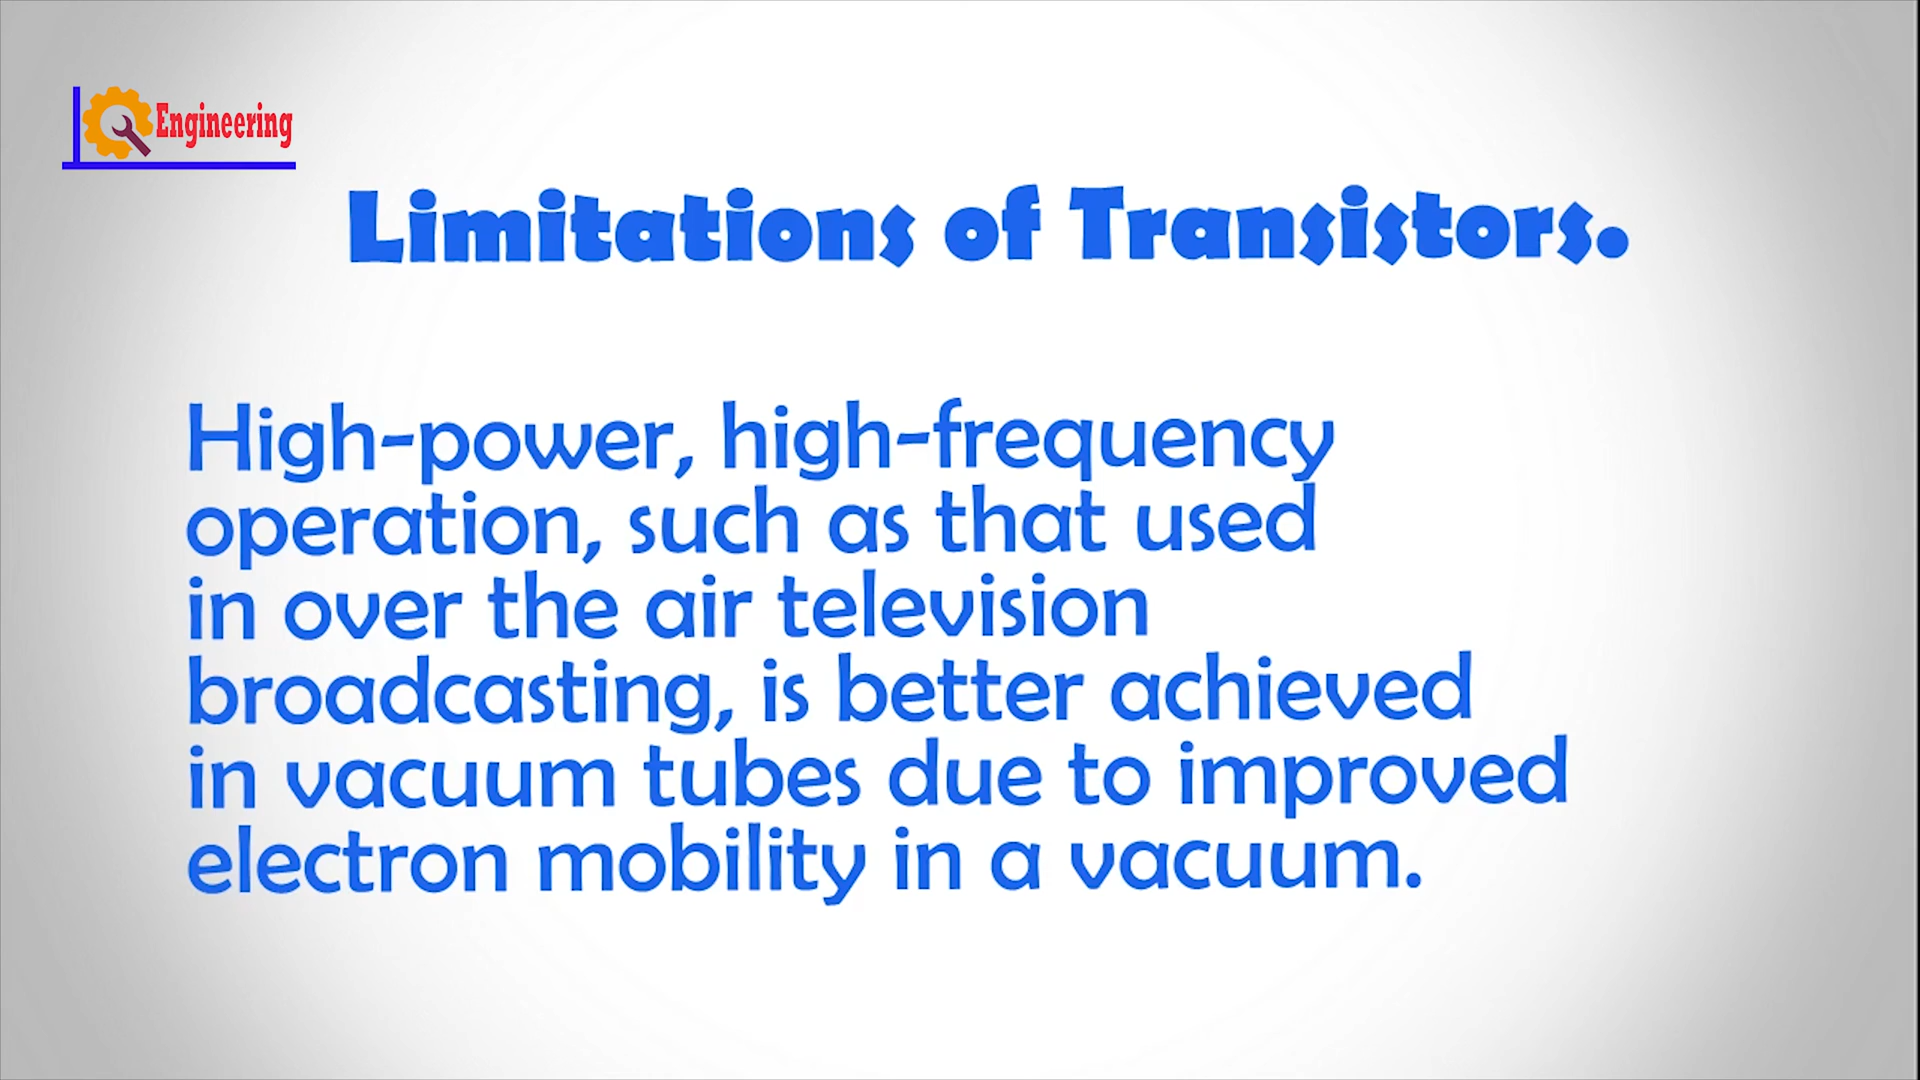 Engineering
Limitations of Transistors.
High-power, high-frequency
operation, such as that used
in over the air television
broadcasting, is better achieved
in vacuum tubes due to improved
electron mobility in a vacuum.